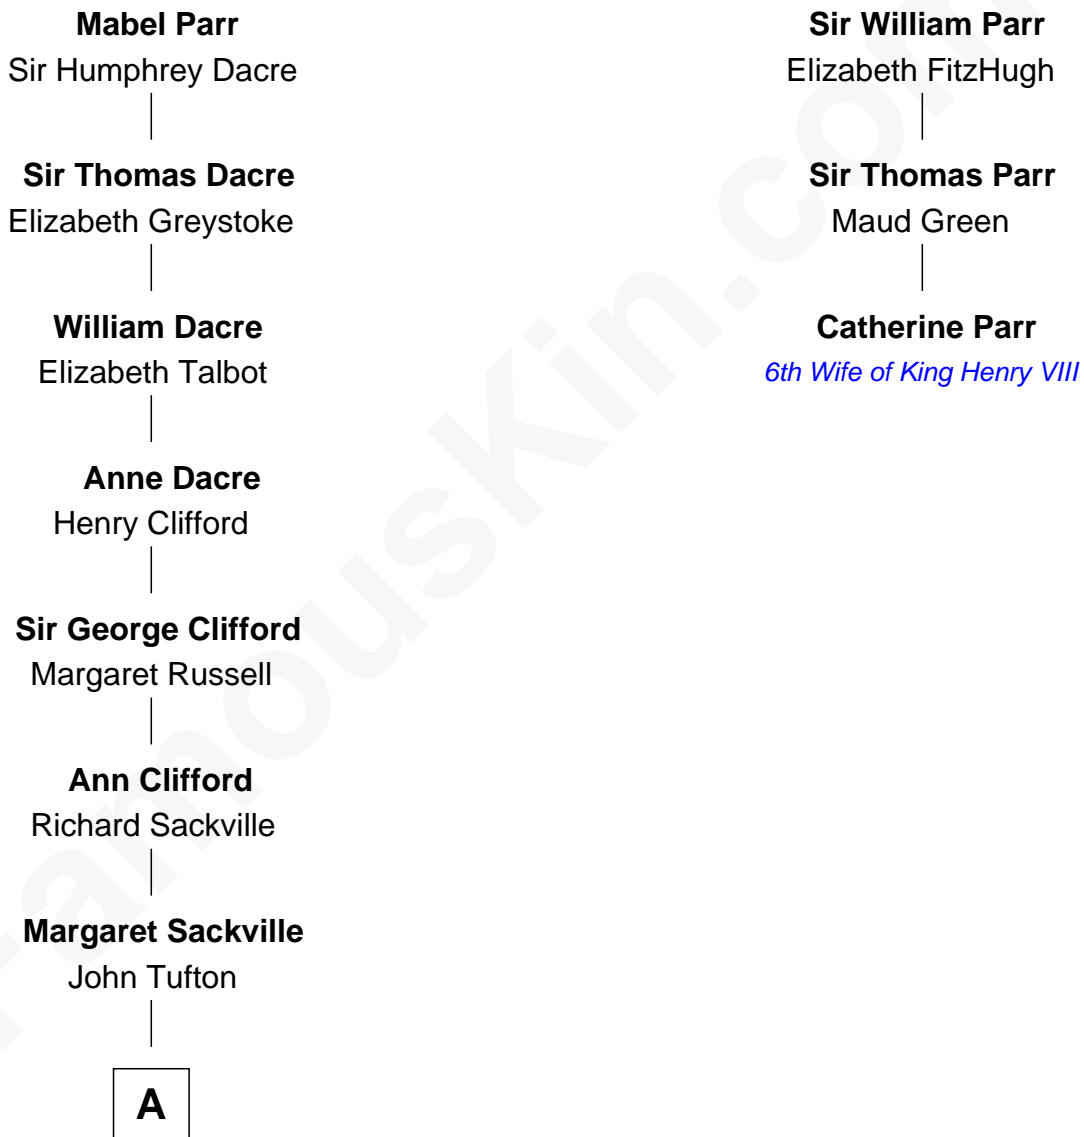 Mabel Parr
Sir Humphrey Dacre
Sir Thomas Dacre
Elizabeth Greystoke
William Dacre
Elizabeth Talbot
Anne Dacre
Henry Clifford
Sir George Clifford
Margaret Russell
Ann Clifford
Richard Sackville
Margaret Sackville
John Tufton
A
Sir William Parr
Elizabeth FitzHugh
Sir Thomas Parr
Maud Green
Catherine Parr
6th Wife of King Henry VIII
FamousKin.com